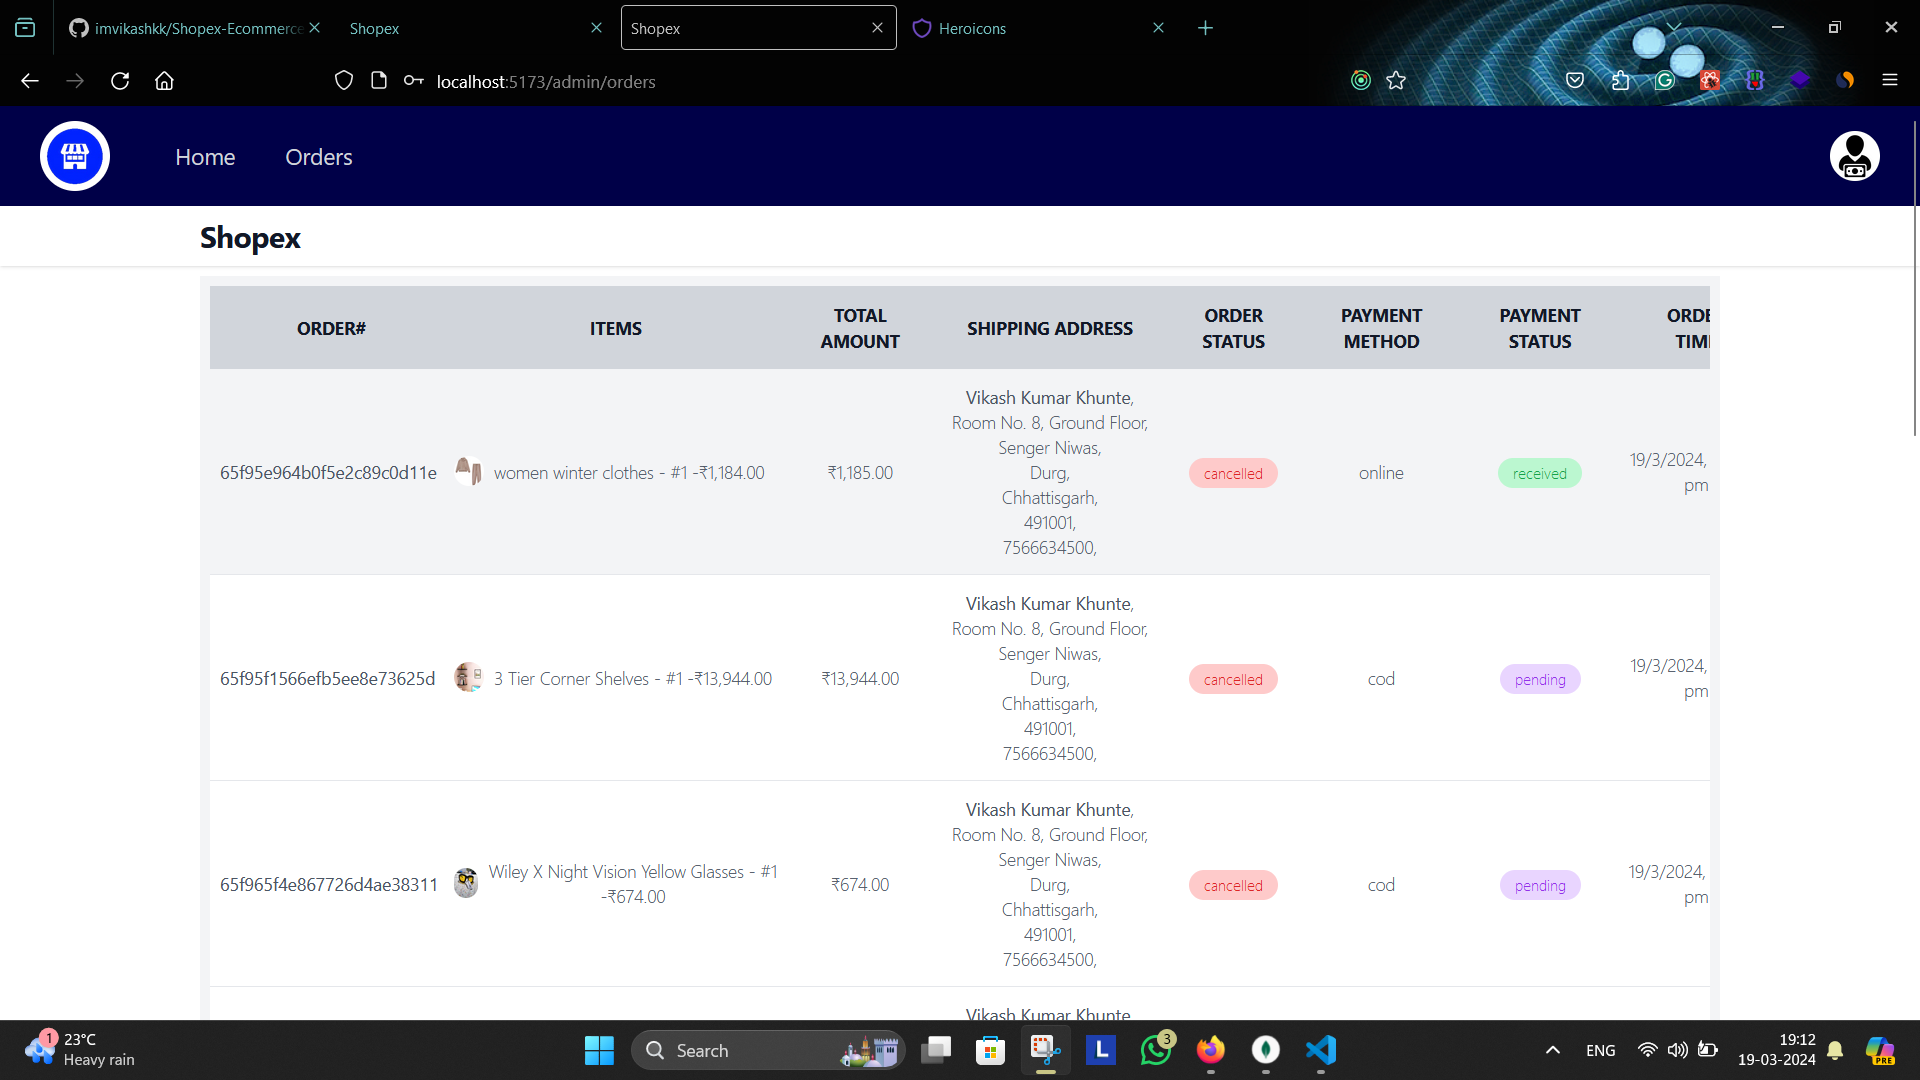 imvikashkk/Shopex-Ecommerce
Shopex
Shopex
Heroicons
localhost:5173/admin/orders
Home
Orders
Shopex
ORDER#
ITEMS
TOTAL
AMOUNT
SHIPPING ADDRESS
ORDER
STATUS
PAYMENT
METHOD
PAYMENT
STATUS
ORDE
TIM
65f95e964b0f5e2c89c0d11e
women winter clothes - #1 -₹1,184.00
₹1,185.00
Vikash Kumar Khunte,
Room No. 8, Ground Floor,
Senger Niwas,
Durg,
Chhattisgarh,
491001,
7566634500,
cancelled
online
received
19/3/2024,
pm
65f95f1566efb5ee8e73625d
3 Tier Corner Shelves - #1 -₹13,944.00
₹13,944.00
Vikash Kumar Khunte,
Room No. 8, Ground Floor,
Senger Niwas,
Durg,
Chhattisgarh,
491001,
7566634500,
cancelled
cod
pending
19/3/2024,
pm
65f965f4e867726d4ae38311
Wiley X Night Vision Yellow Glasses - #1
-₹674.00
₹674.00
Vikash Kumar Khunte,
Room No. 8, Ground Floor,
Senger Niwas,
Durg,
Chhattisgarh,
491001,
7566634500,
cancelled
cod
pending
19/3/2024,
pm
Vikash Kumar Khunte
1
23°C
Heavy rain
Search
L
3
ENG
19:12
19-03-2024
PRE